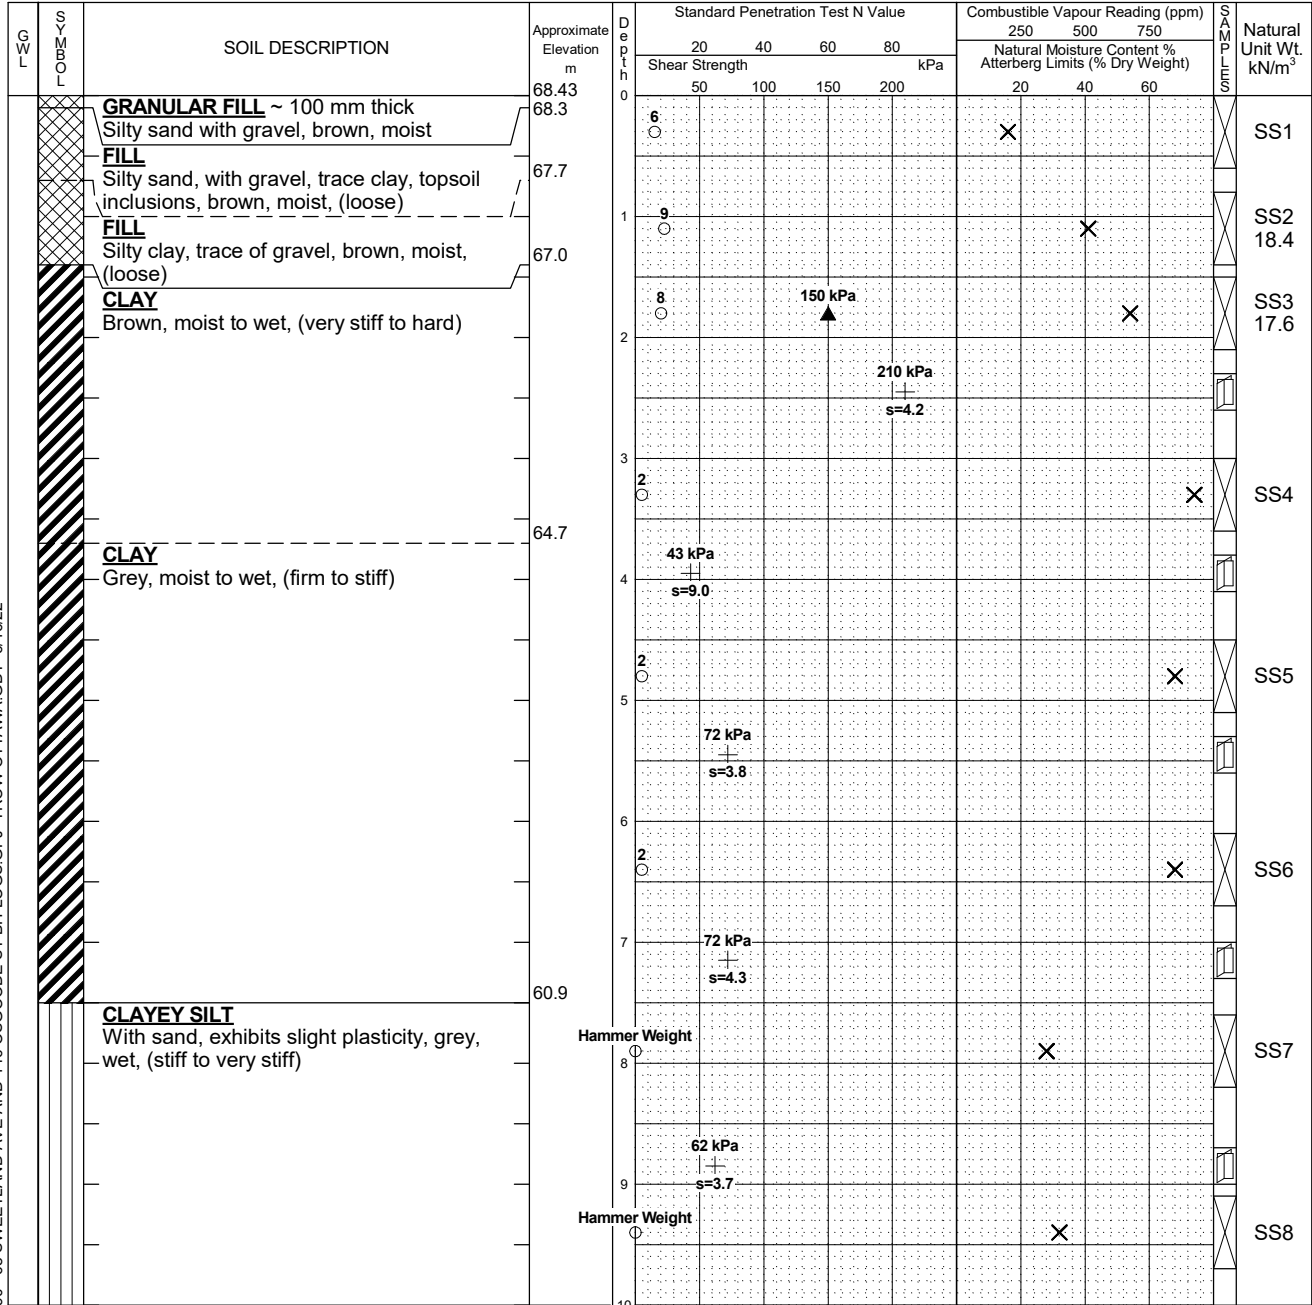 GWL
SYMBOL
SOIL DESCRIPTION
Approximate
Elevation
m
Depth
Standard Penetration Test N Value
20 40 60 80
Shear Strength kPa
50 100 150 200
Combustible Vapour Reading (ppm)
250 500 750
Natural Moisture Content %
Atterberg Limits (% Dry Weight)
20 40 60
SAMPLES
Natural
Unit Wt.
kN/m³
68.43
0
GRANULAR FILL ~ 100 mm thick
68.3
Silty sand with gravel, brown, moist
6
SS1
FILL
67.7
Silty sand, with gravel, trace clay, topsoil
inclusions, brown, moist, (loose)
1
9
SS2
18.4
FILL
Silty clay, trace of gravel, brown, moist,
67.0
(loose)
CLAY
Brown, moist to wet, (very stiff to hard)
8
150 kPa
SS3
17.6
2
210 kPa
s=4.2
3
2
SS4
64.7
CLAY
Grey, moist to wet, (firm to stiff)
43 kPa
4
s=9.0
2
SS5
5
72 kPa
s=3.8
6
2
SS6
7
72 kPa
s=4.3
60.9
CLAYEY SILT
With sand, exhibits slight plasticity, grey,
wet, (stiff to very stiff)
Hammer Weight
8
SS7
62 kPa
9
s=3.7
Hammer Weight
SS8
10